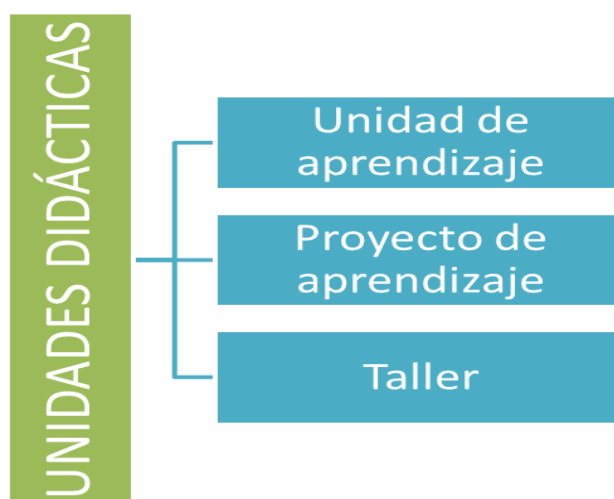 UNIDADES DIDÁCTICAS
Unidad de
aprendizaje
Proyecto de
aprendizaje
Taller